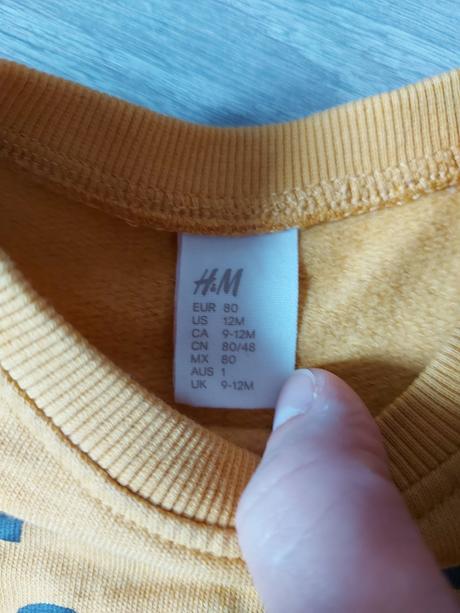 H&M
EUR 80
US 12M
CA 9-12M
CN 80/48
MX 80
AUS 1
UK 9-12M